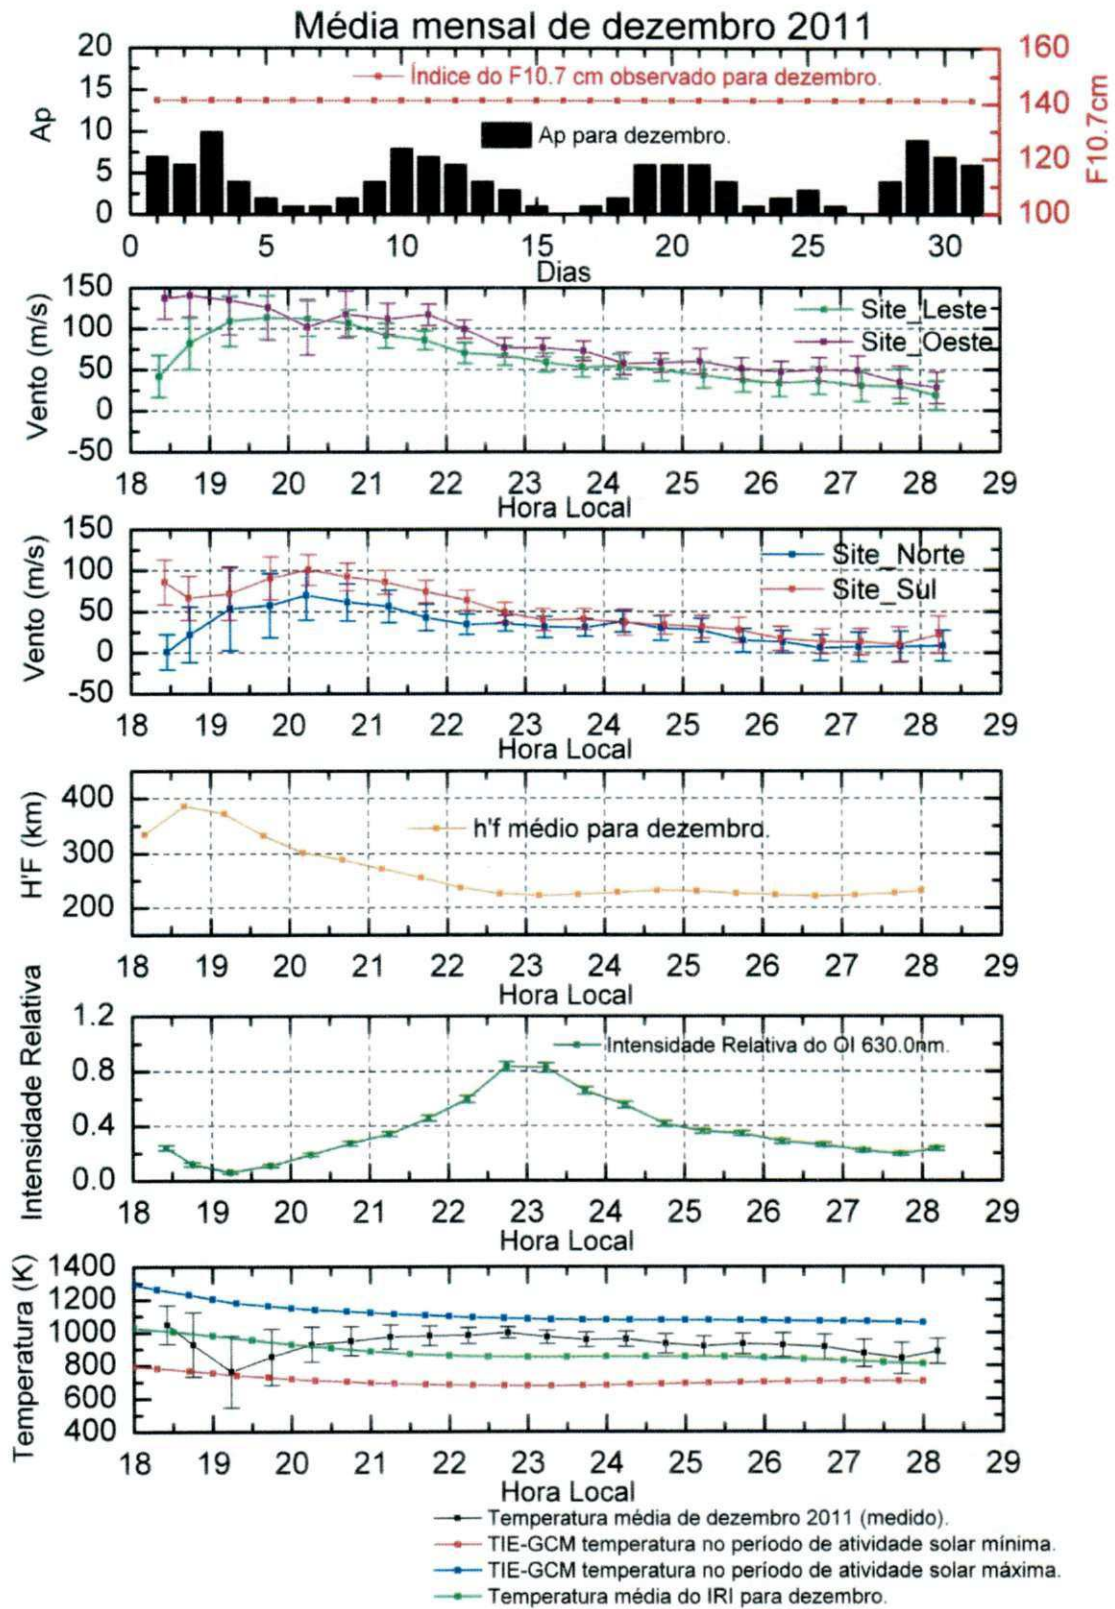 Média mensal de dezembro 2011
20
15
10
5
0
Ap
Índice do F10.7 cm observado para dezembro.
Ap para dezembro.
160
140
120
100
F10.7cm
0 5 10 15 20 25 30
Dias
150
100
50
0
-50
Vento (m/s)
Site_Leste
Site_Oeste
18 19 20 21 22 23 24 25 26 27 28 29
Hora Local
150
100
50
0
-50
Vento (m/s)
Site_Norte
Site_Sul
18 19 20 21 22 23 24 25 26 27 28 29
Hora Local
400
300
200
H'F (km)
h'f médio para dezembro.
18 19 20 21 22 23 24 25 26 27 28 29
Hora Local
1.2
0.8
0.4
0.0
Intensidade Relativa
Intensidade Relativa do OI 630.0nm.
18 19 20 21 22 23 24 25 26 27 28 29
Hora Local
1400
1200
1000
800
600
400
Temperatura (K)
18 19 20 21 22 23 24 25 26 27 28 29
Hora Local
Temperatura média de dezembro 2011 (medido).
TIE-GCM temperatura no período de atividade solar mínima.
TIE-GCM temperatura no período de atividade solar máxima.
Temperatura média do IRI para dezembro.